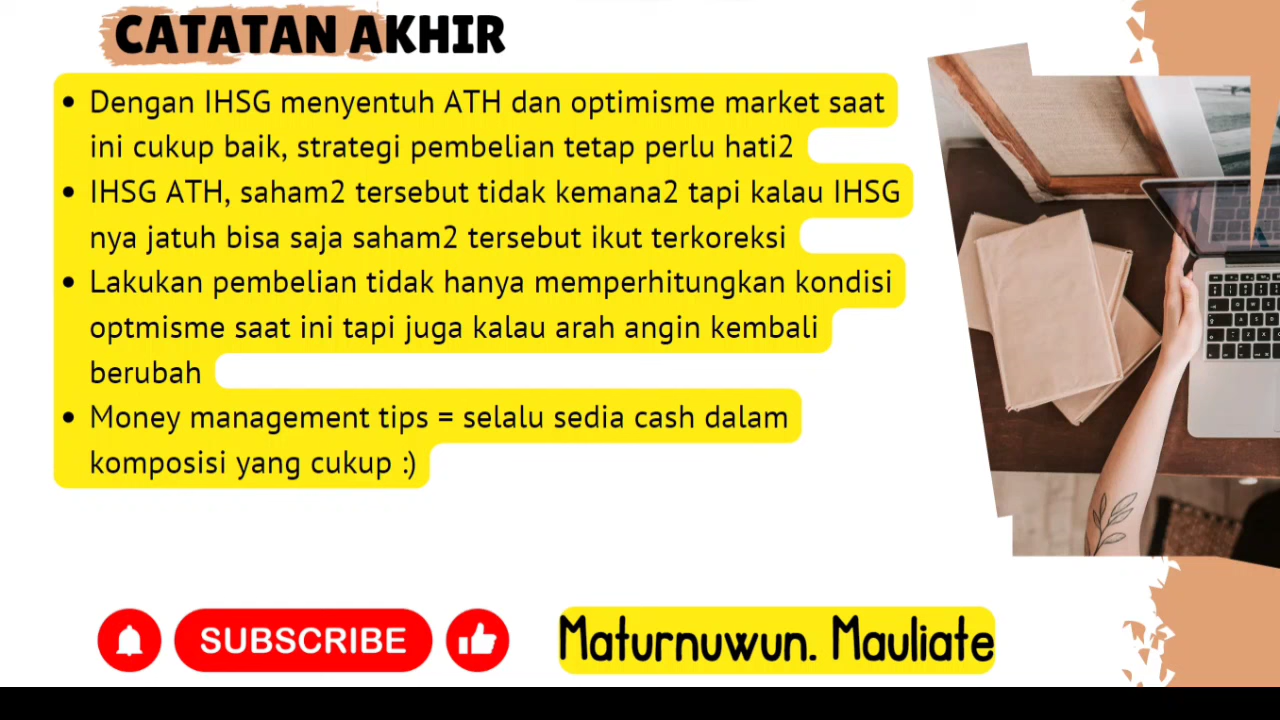 CATATAN AKHIR
• Dengan IHSG menyentuh ATH dan optimisme market saat
ini cukup baik, strategi pembelian tetap perlu hati2
• IHSG ATH, saham2 tersebut tidak kemana2 tapi kalau IHSG
nya jatuh bisa saja saham2 tersebut ikut terkoreksi
• Lakukan pembelian tidak hanya memperhitungkan kondisi
optmisme saat ini tapi juga kalau arah angin kembali
berubah
• Money management tips = selalu sedia cash dalam
komposisi yang cukup :)
SUBSCRIBE
Maturnuwun. Mauliate